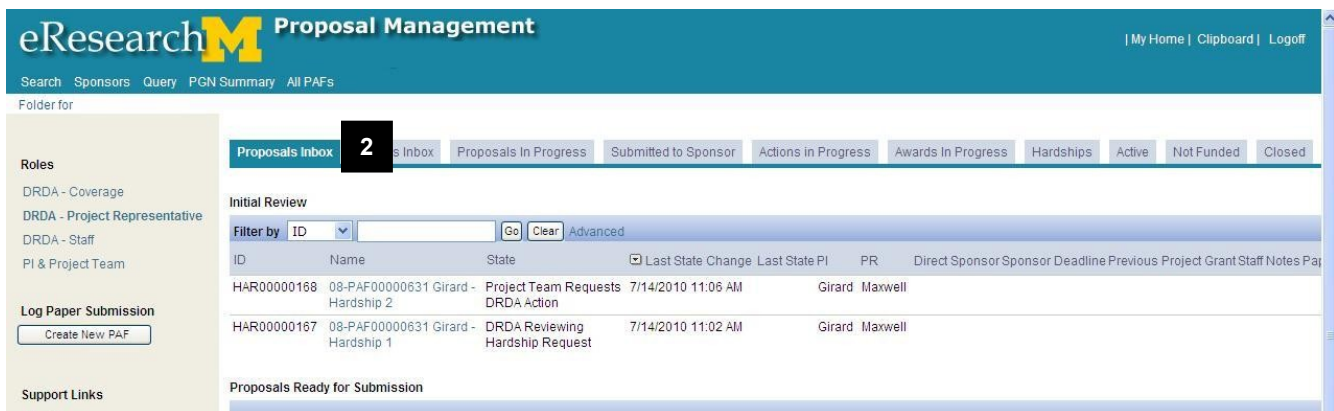 eResearch M Proposal Management
| My Home | Clipboard | Logoff
Search Sponsors Query PGN Summary All PAFs
Folder for
Roles
DRDA - Coverage
DRDA - Project Representative
DRDA - Staff
PI & Project Team
Log Paper Submission
Create New PAF
Support Links
Proposals Inbox 2 s Inbox Proposals In Progress Submitted to Sponsor Actions in Progress Awards In Progress Hardships Active Not Funded Closed
Initial Review
Filter by ID Go Clear Advanced
ID Name State Last State Change Last State PI PR Direct Sponsor Sponsor Deadline Previous Project Grant Staff Notes Pa
HAR00000168 08-PAF00000631 Girard - Project Team Requests 7/14/2010 11:06 AM Girard Maxwell
Hardship 2 DRDA Action
HAR00000167 08-PAF00000631 Girard - DRDA Reviewing 7/14/2010 11:02 AM Girard Maxwell
Hardship 1 Hardship Request
Proposals Ready for Submission